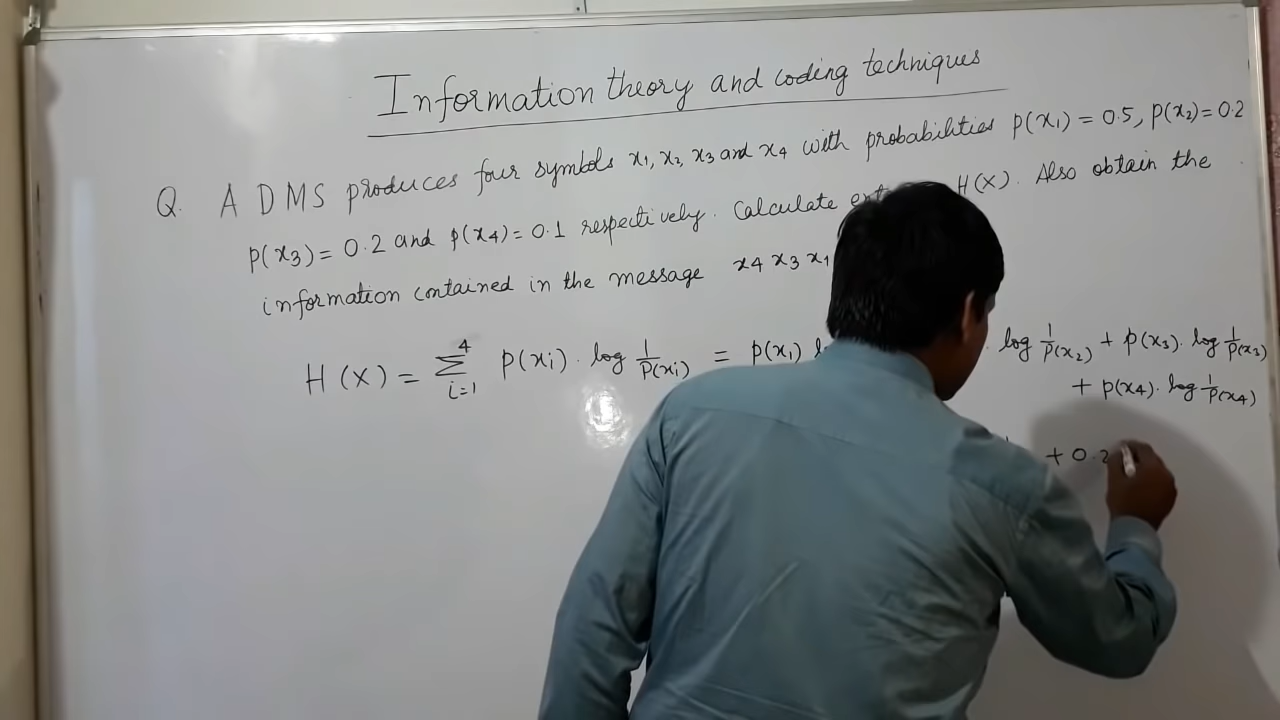 Information theory and coding techniques
Q. A DMS produces four symbols x₁, x₂, x₃ and x₄ with probabilities P(x₁) = 0.5, P(x₂) = 0.2
P(x₃) = 0.2 and P(x₄) = 0.1 respectively. Calculate H(X). Also obtain the
information contained in the message x₄ x₃ x₁
H(X) = ∑_{i=1}^{4} P(xᵢ) · log 1/P(xᵢ) = P(x₁) log 1/P(x₂) + P(x₃) · log 1/P(x₃)
+ P(x₄) · log 1/P(x₄)
+ 0.2